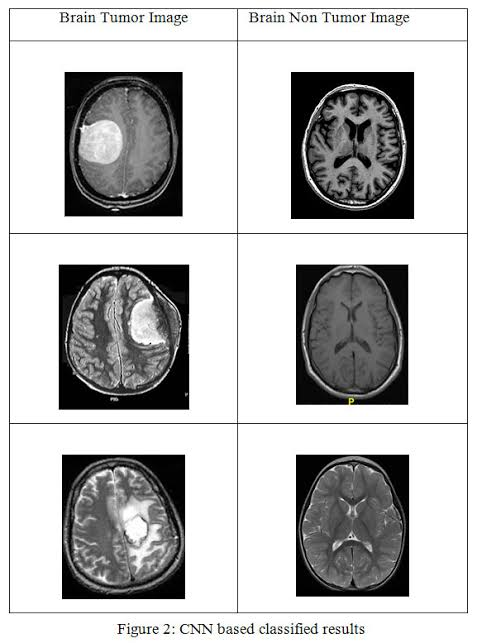 Brain Tumor Image
Brain Non Tumor Image
P
Figure 2: CNN based classified results